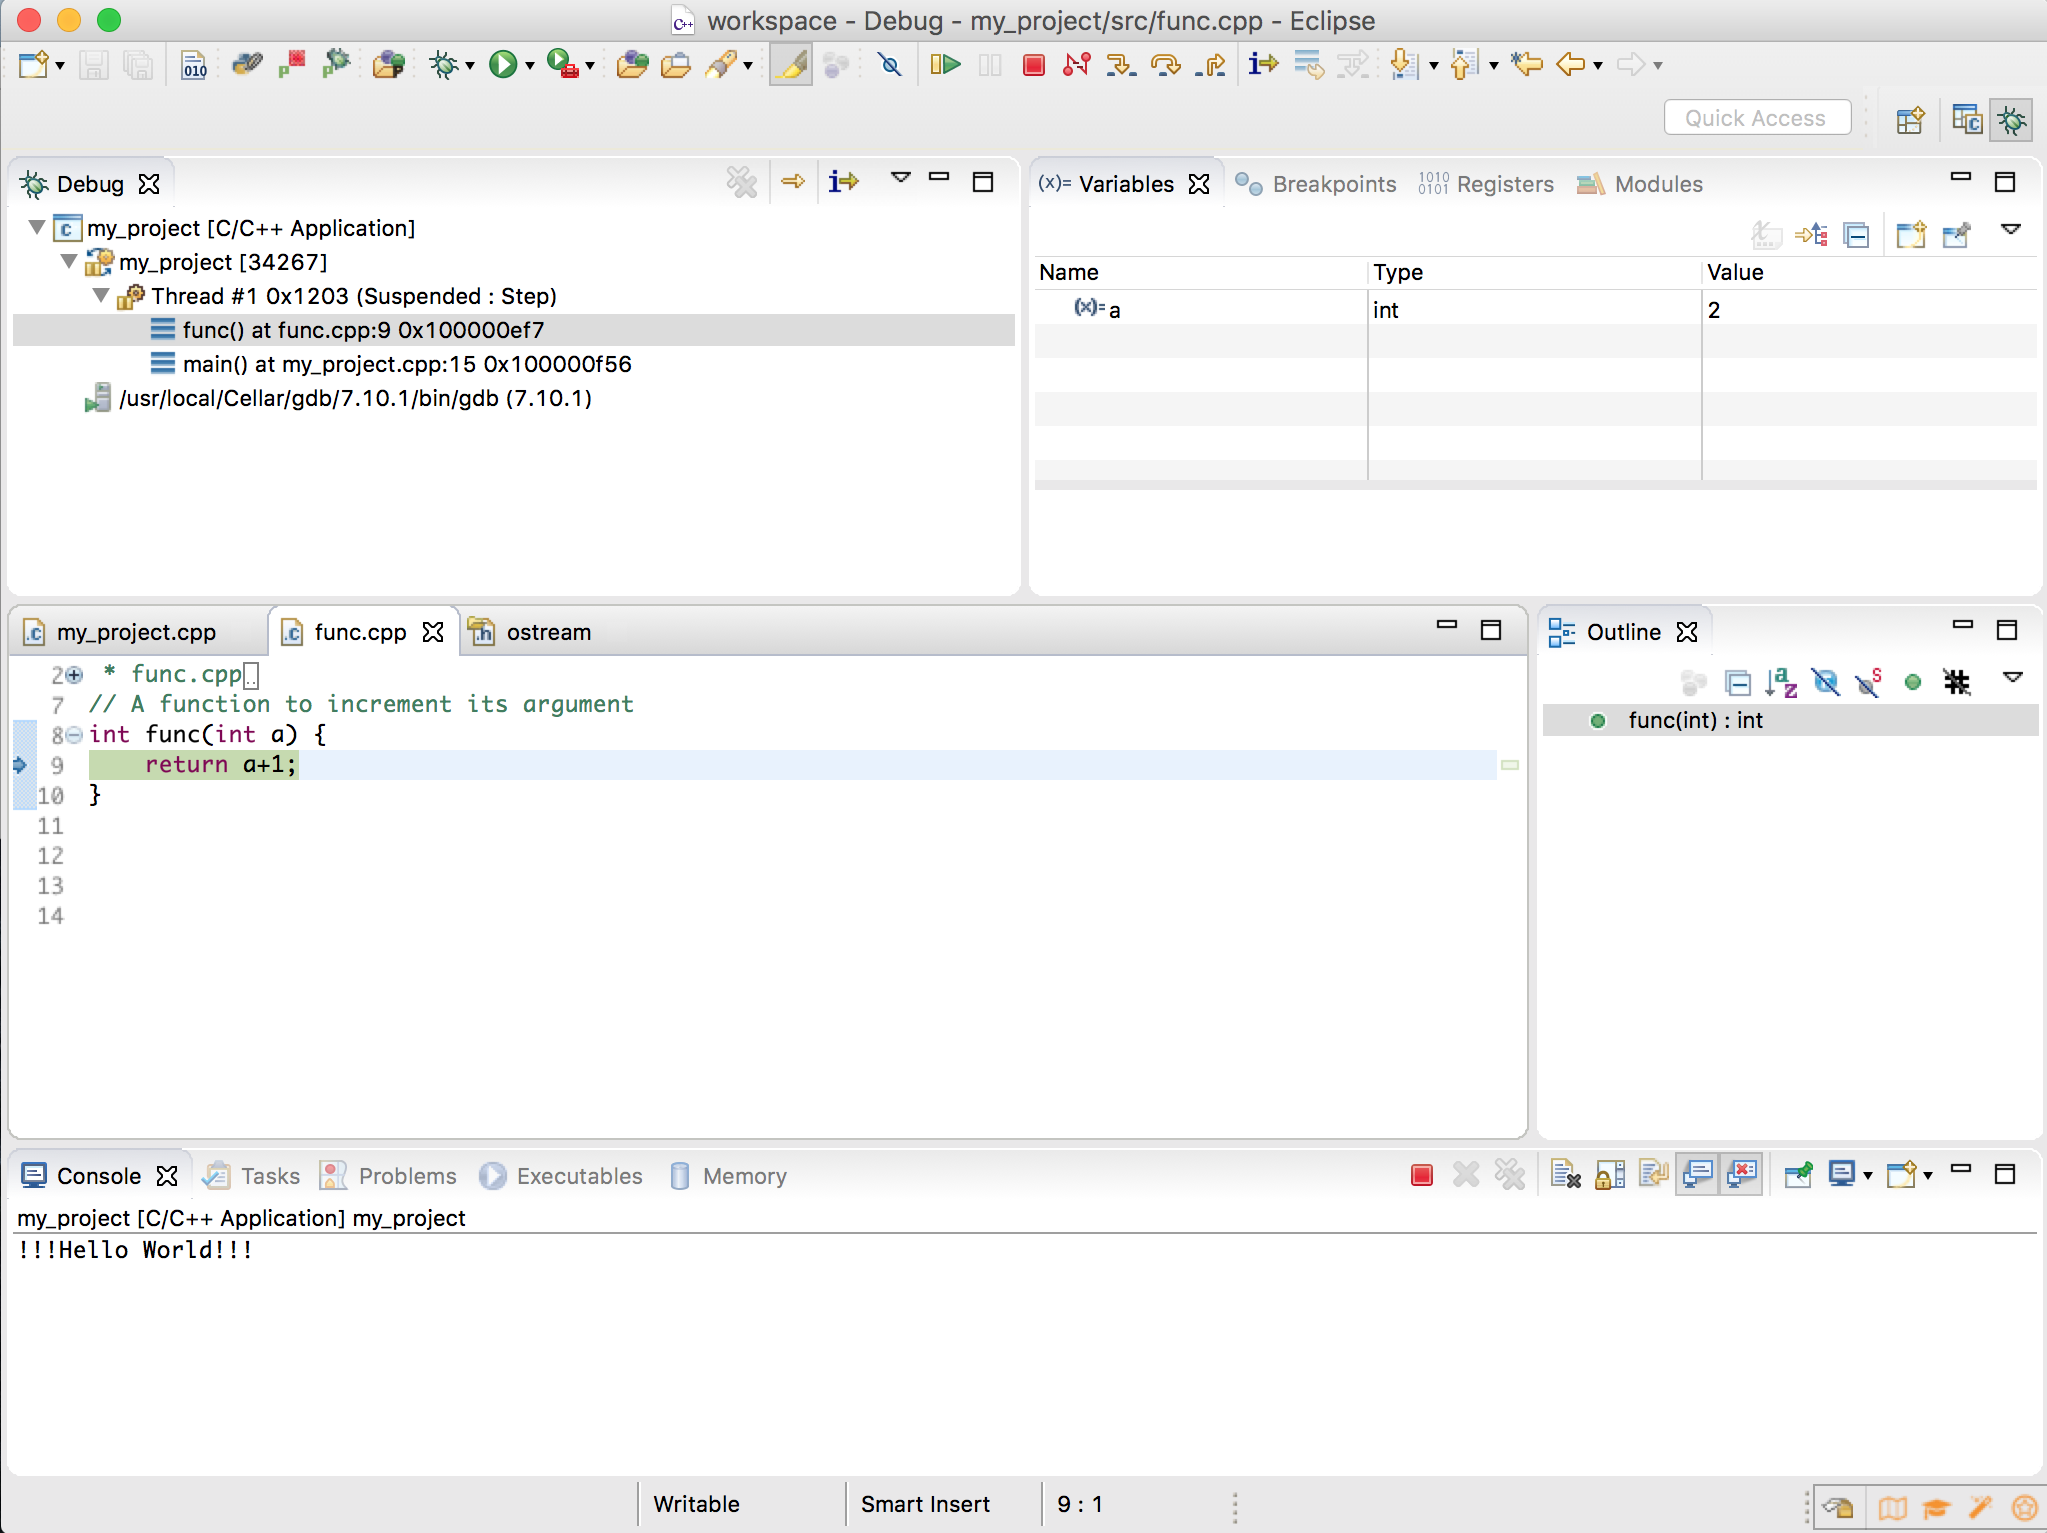 workspace - Debug - my_project/src/func.cpp - Eclipse
010
Quick Access
Debug
my_project [C/C++ Application]
my_project [34267]
Thread #1 0x1203 (Suspended : Step)
func() at func.cpp:9 0x100000ef7
main() at my_project.cpp:15 0x100000f56
/usr/local/Cellar/gdb/7.10.1/bin/gdb (7.10.1)
(x)= Variables Breakpoints 1010 0101 Registers Modules
Name Type Value
(x)= a int 2
my_project.cpp func.cpp ostream
2 * func.cpp..
7 // A function to increment its argument
8 int func(int a) {
9 return a+1;
10 }
11
12
13
14
Outline
func(int) : int
Console Tasks Problems Executables Memory
my_project [C/C++ Application] my_project
!!!Hello World!!!
Writable Smart Insert 9 : 1